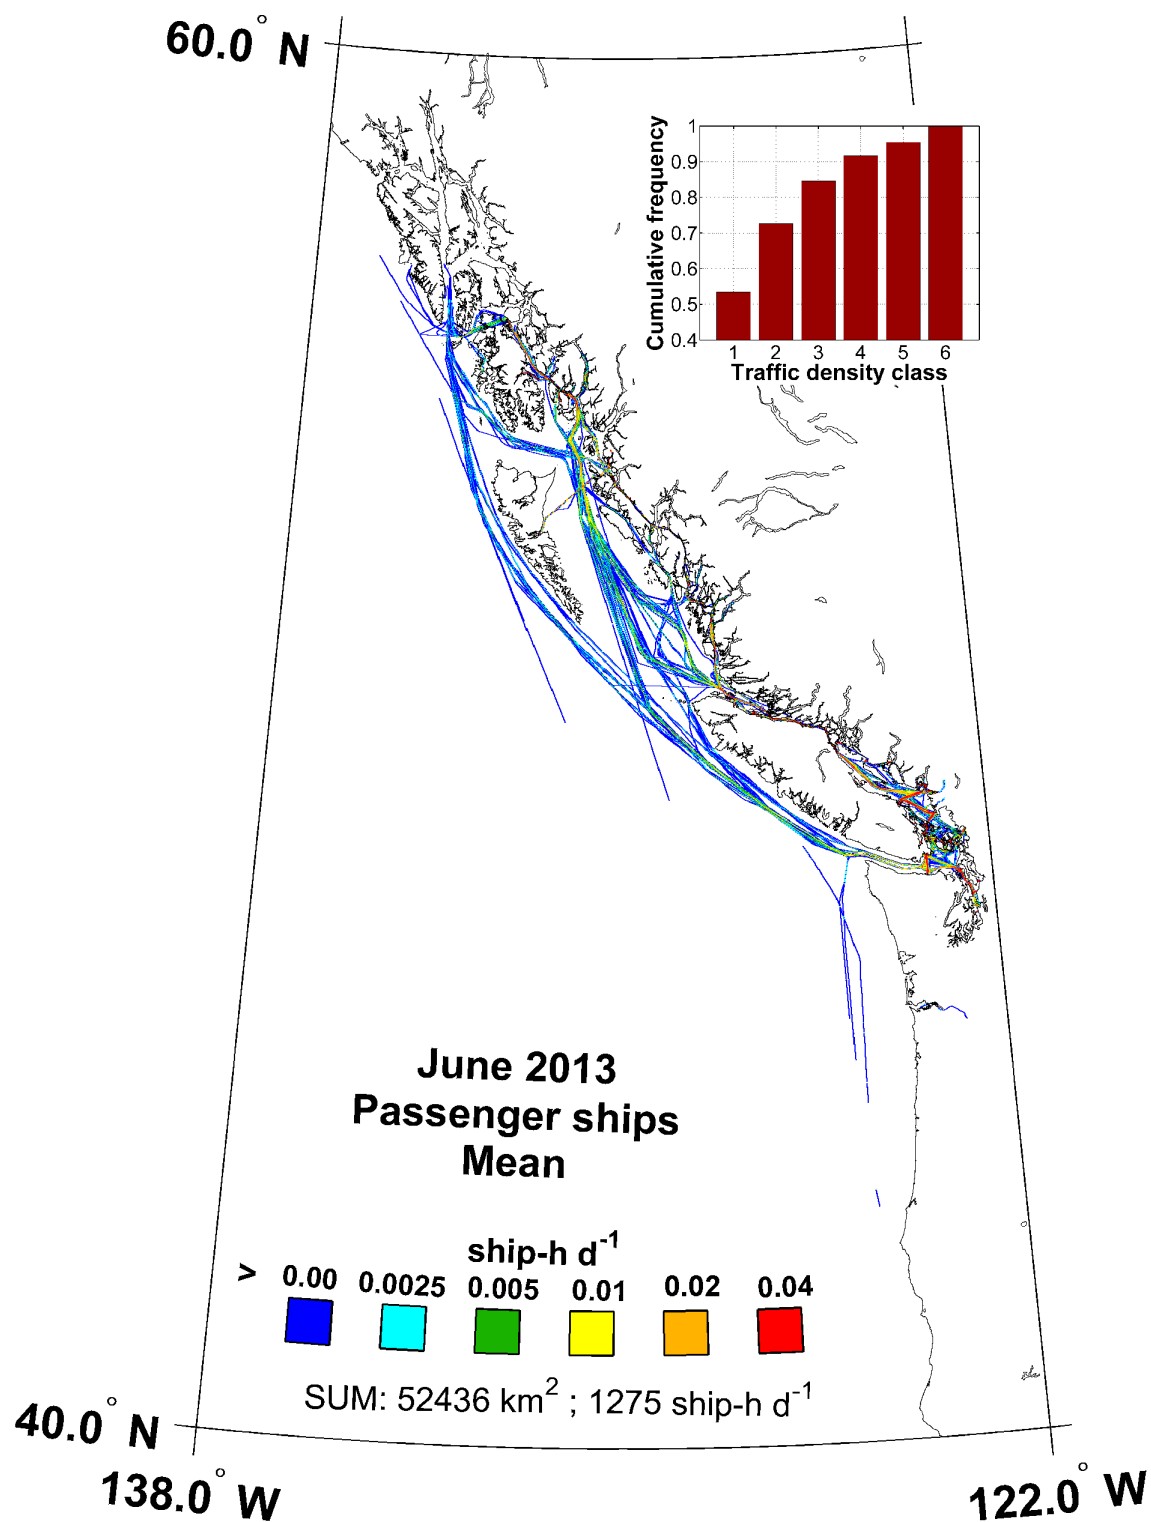 60.0° N
Cumulative frequency
1
0.9
0.8
0.7
0.6
0.5
0.4
1 2 3 4 5 6
Traffic density class
June 2013
Passenger ships
Mean
ship-h d⁻¹
> 0.00 0.0025 0.005 0.01 0.02 0.04
SUM: 52436 km² ; 1275 ship-h d⁻¹
40.0° N
138.0° W
122.0° W